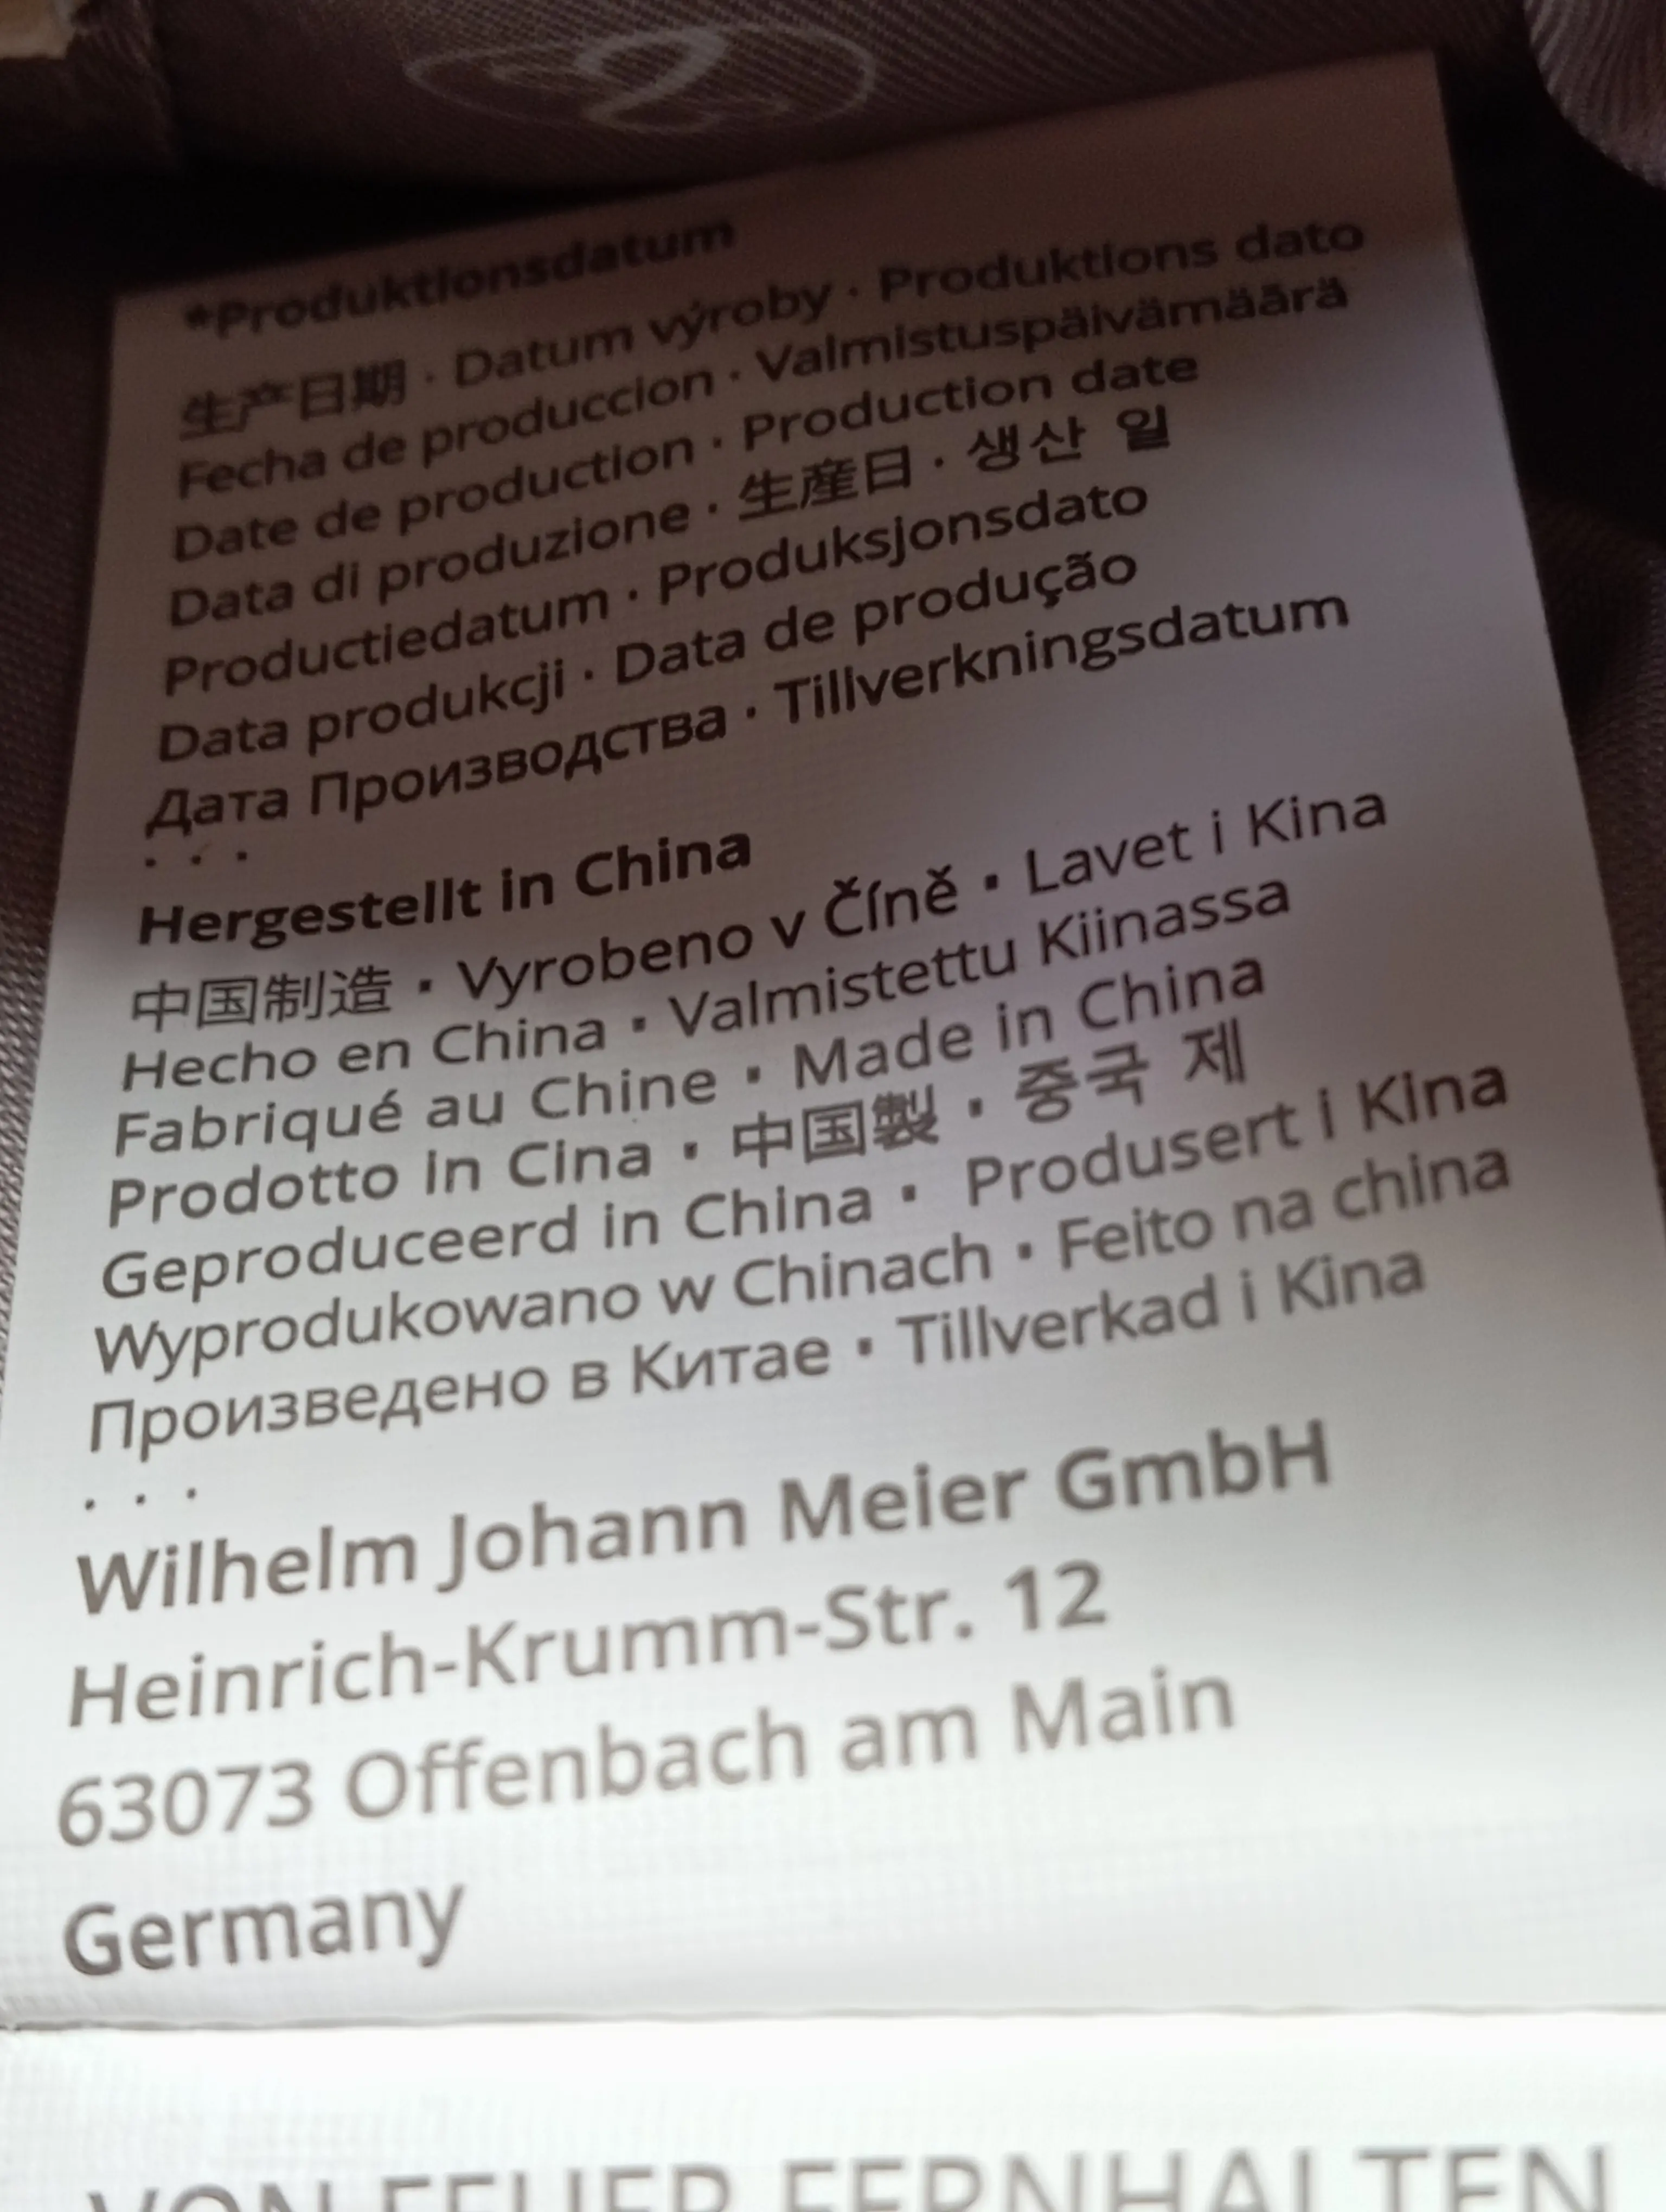 *Produktionsdatum
生产日期 · Datum výroby · Produktions dato
Fecha de produccion · Valmistuspäivämäärä
Date de production · Production date
Data di produzione · 生産日 · 생산 일
Productiedatum · Produksjonsdato
Data produkcji · Data de produção
Дата Производства · Tillverkningsdatum
· · ·
Hergestellt in China
中国制造 · Vyrobeno v Číně · Lavet i Kina
Hecho en China · Valmistettu Kiinassa
Fabriqué au Chine · Made in China
Prodotto in Cina · 中国製 · 중국 제
Geproduceerd in China · Produsert i Kina
Wyprodukowano w Chinach · Feito na china
Произведено в Китае · Tillverkad i Kina
· · ·
Wilhelm Johann Meier GmbH
Heinrich-Krumm-Str. 12
63073 Offenbach am Main
Germany
VON FEUER FERNHALTEN